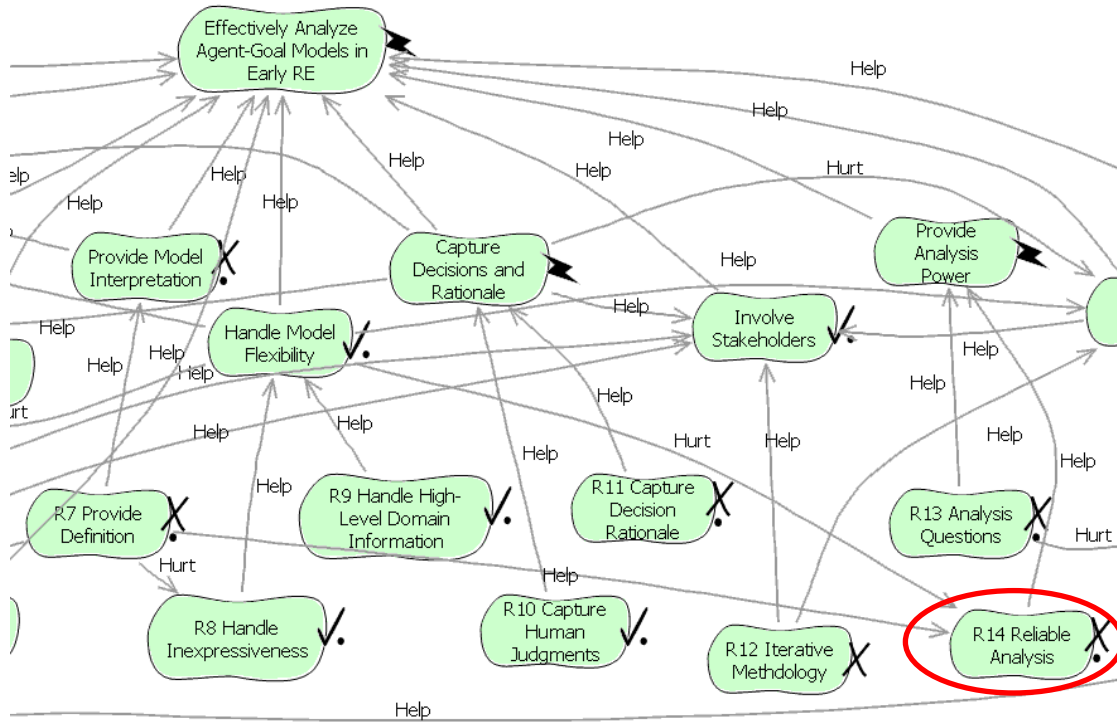 Effectively Analyze
Agent-Goal Models in
Early RE
Help
Help
Help
Help
Hurt
elp
Help
Help
Provide Model
Interpretation
Capture
Decisions and
Rationale
Provide
Analysis
Power
Help
Help
Handle Model
Flexibility
Involve
Stakeholders
Help
Help
Help
Help
Help
Help
urt
Help
Help
Hurt
Help
Help
Help
Help
Help
R7 Provide
Definition
R9 Handle High-
Level Domain
Information
R11 Capture
Decision
Rationale
R13 Analysis
Questions
Hurt
Hurt
Help
R8 Handle
Inexpressiveness
R10 Capture
Human
Judgments
R12 Iterative
Methdology
R14 Reliable
Analysis
Help